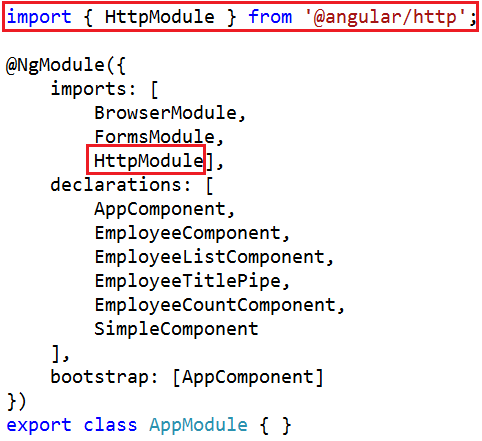 import { HttpModule } from '@angular/http';
@NgModule({
    imports: [
        BrowserModule,
        FormsModule,
        HttpModule],
    declarations: [
        AppComponent,
        EmployeeComponent,
        EmployeeListComponent,
        EmployeeTitlePipe,
        EmployeeCountComponent,
        SimpleComponent
    ],
    bootstrap: [AppComponent]
})
export class AppModule { }